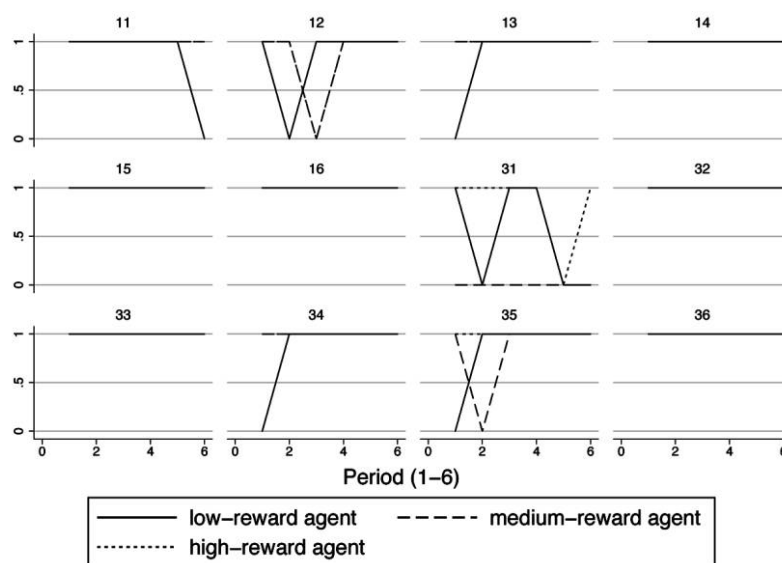 11 12 13 14
1
.5
0
15 16 31 32
1
.5
0
33 34 35 36
1
.5
0
0 2 4 6 0 2 4 6 0 2 4 6 0 2 4 6
Period (1–6)
low–reward agent medium–reward agent
high–reward agent